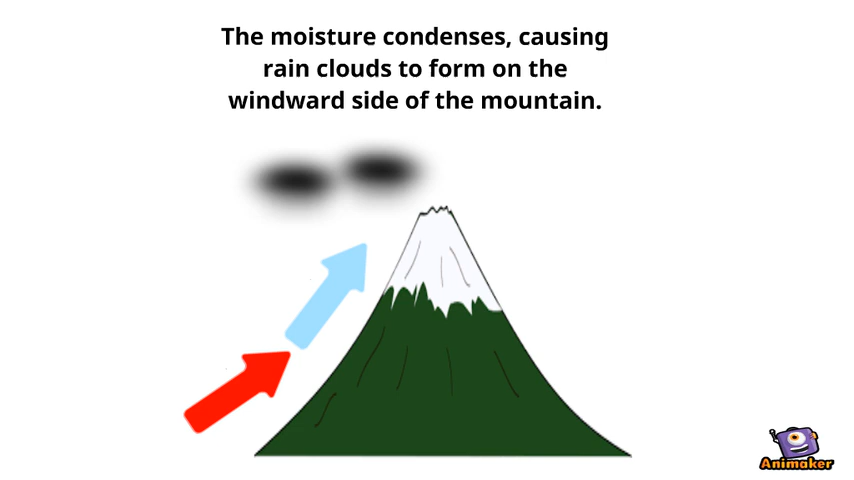 The moisture condenses, causing
rain clouds to form on the
windward side of the mountain.
Animaker